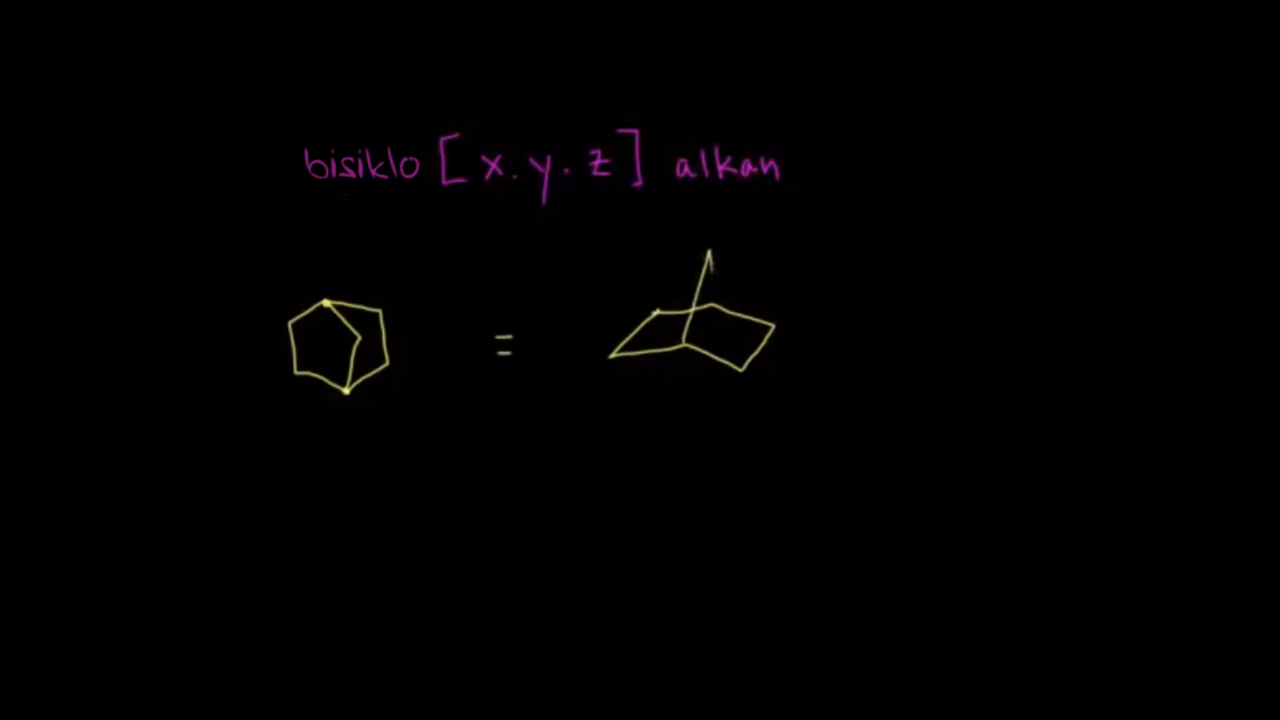 bisiklo [x.y.z] alkan
=